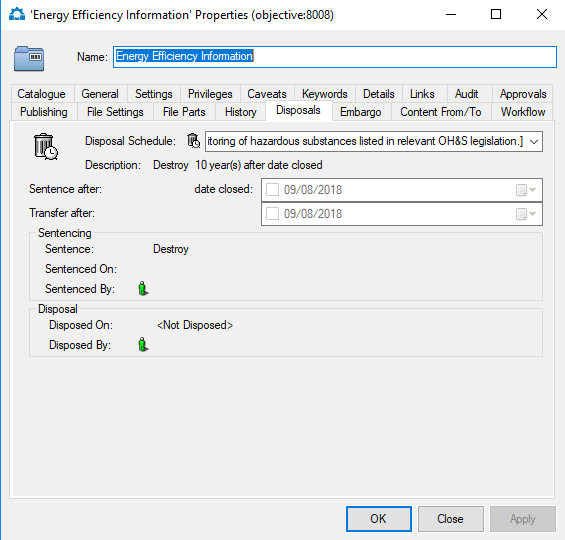 'Energy Efficiency Information' Properties (objective:8008)
Name: Energy Efficiency Information
Catalogue General Settings Privileges Caveats Keywords Details Links Audit Approvals
Publishing File Settings File Parts History Disposals Embargo Content From/To Workflow
Disposal Schedule: itoring of hazardous substances listed in relevant OH&S legislation.]
Description: Destroy 10 year(s) after date closed
Sentence after: date closed: 09/08/2018
Transfer after: 09/08/2018
Sentencing
Sentence: Destroy
Sentenced On:
Sentenced By:
Disposal
Disposed On: <Not Disposed>
Disposed By:
OK Close Apply